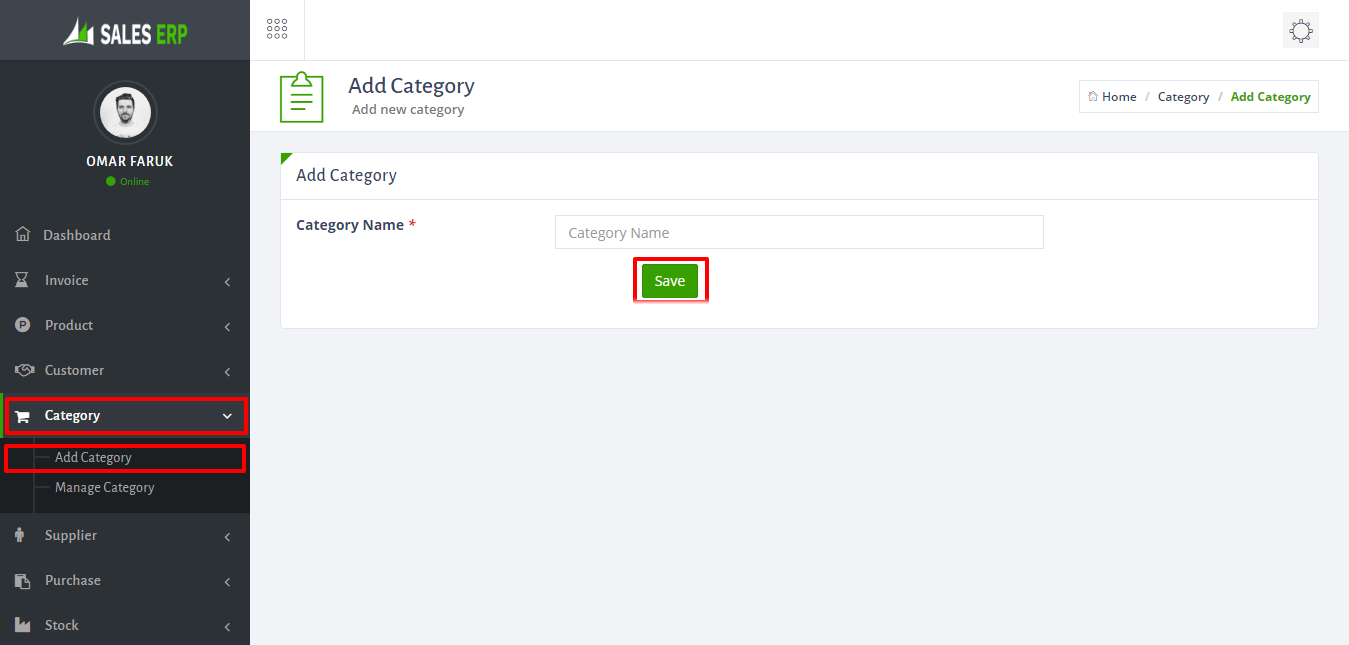 SALES ERP
OMAR FARUK
Online
Dashboard
Invoice
Product
Customer
Category
Add Category
Manage Category
Supplier
Purchase
Stock
Add Category
Add new category
Home / Category / Add Category
Add Category
Category Name *
Category Name
Save